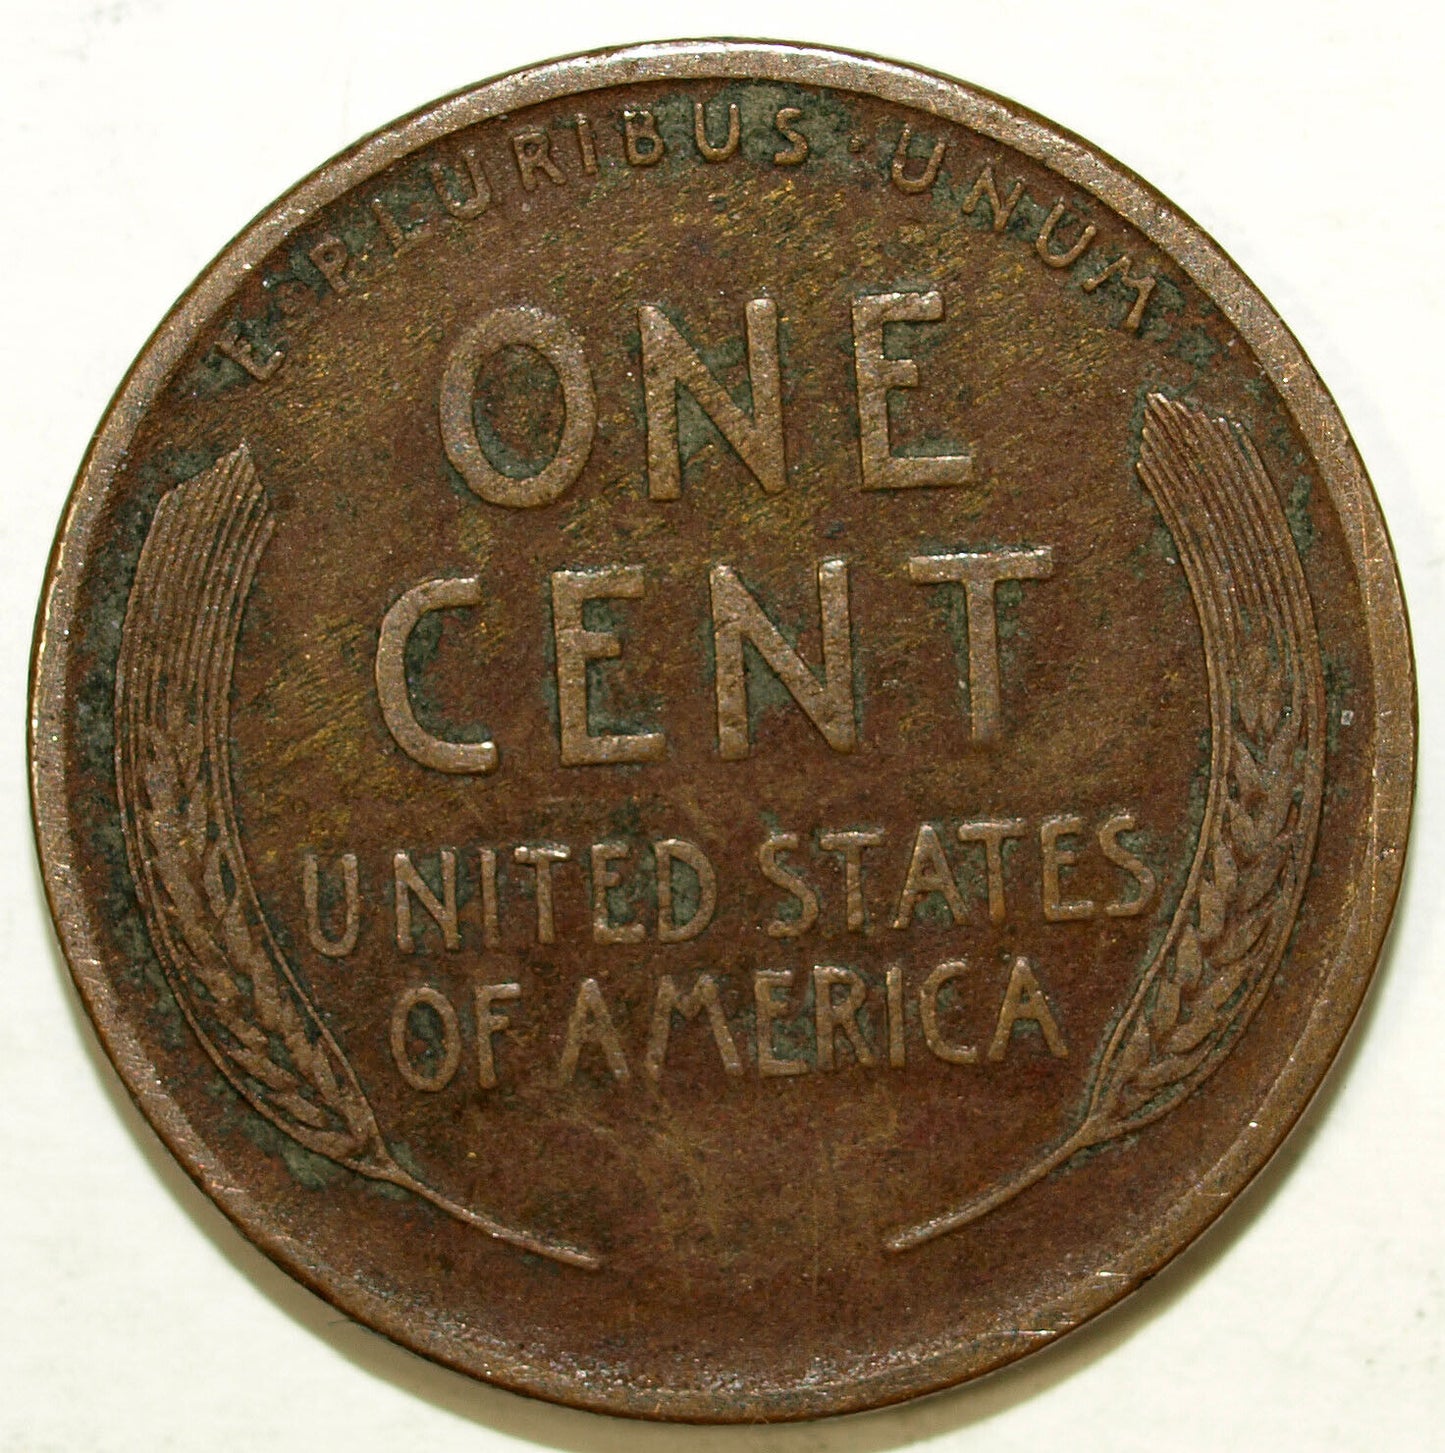 E · PLURIBUS · UNUM
ONE
CENT
UNITED STATES
OF AMERICA